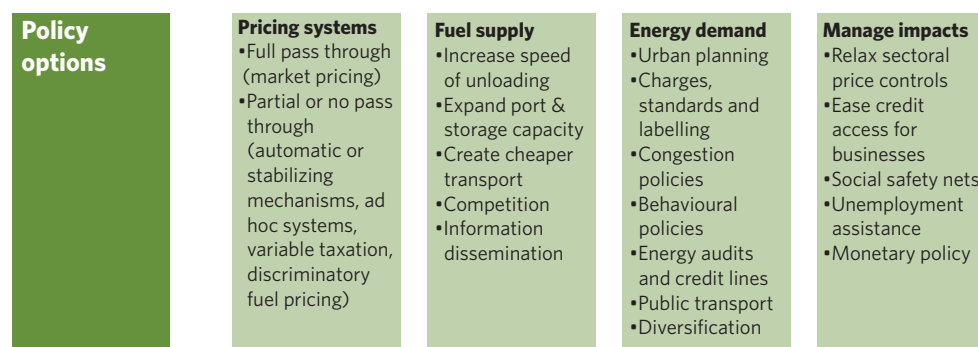 Policy
options
Pricing systems
•Full pass through
(market pricing)
•Partial or no pass
through
(automatic or
stabilizing
mechanisms, ad
hoc systems,
variable taxation,
discriminatory
fuel pricing)
Fuel supply
•Increase speed
of unloading
•Expand port &
storage capacity
•Create cheaper
transport
•Competition
•Information
dissemination
Energy demand
•Urban planning
•Charges,
standards and
labelling
•Congestion
policies
•Behavioural
policies
•Energy audits
and credit lines
•Public transport
•Diversification
Manage impacts
•Relax sectoral
price controls
•Ease credit
access for
businesses
•Social safety nets
•Unemployment
assistance
•Monetary policy